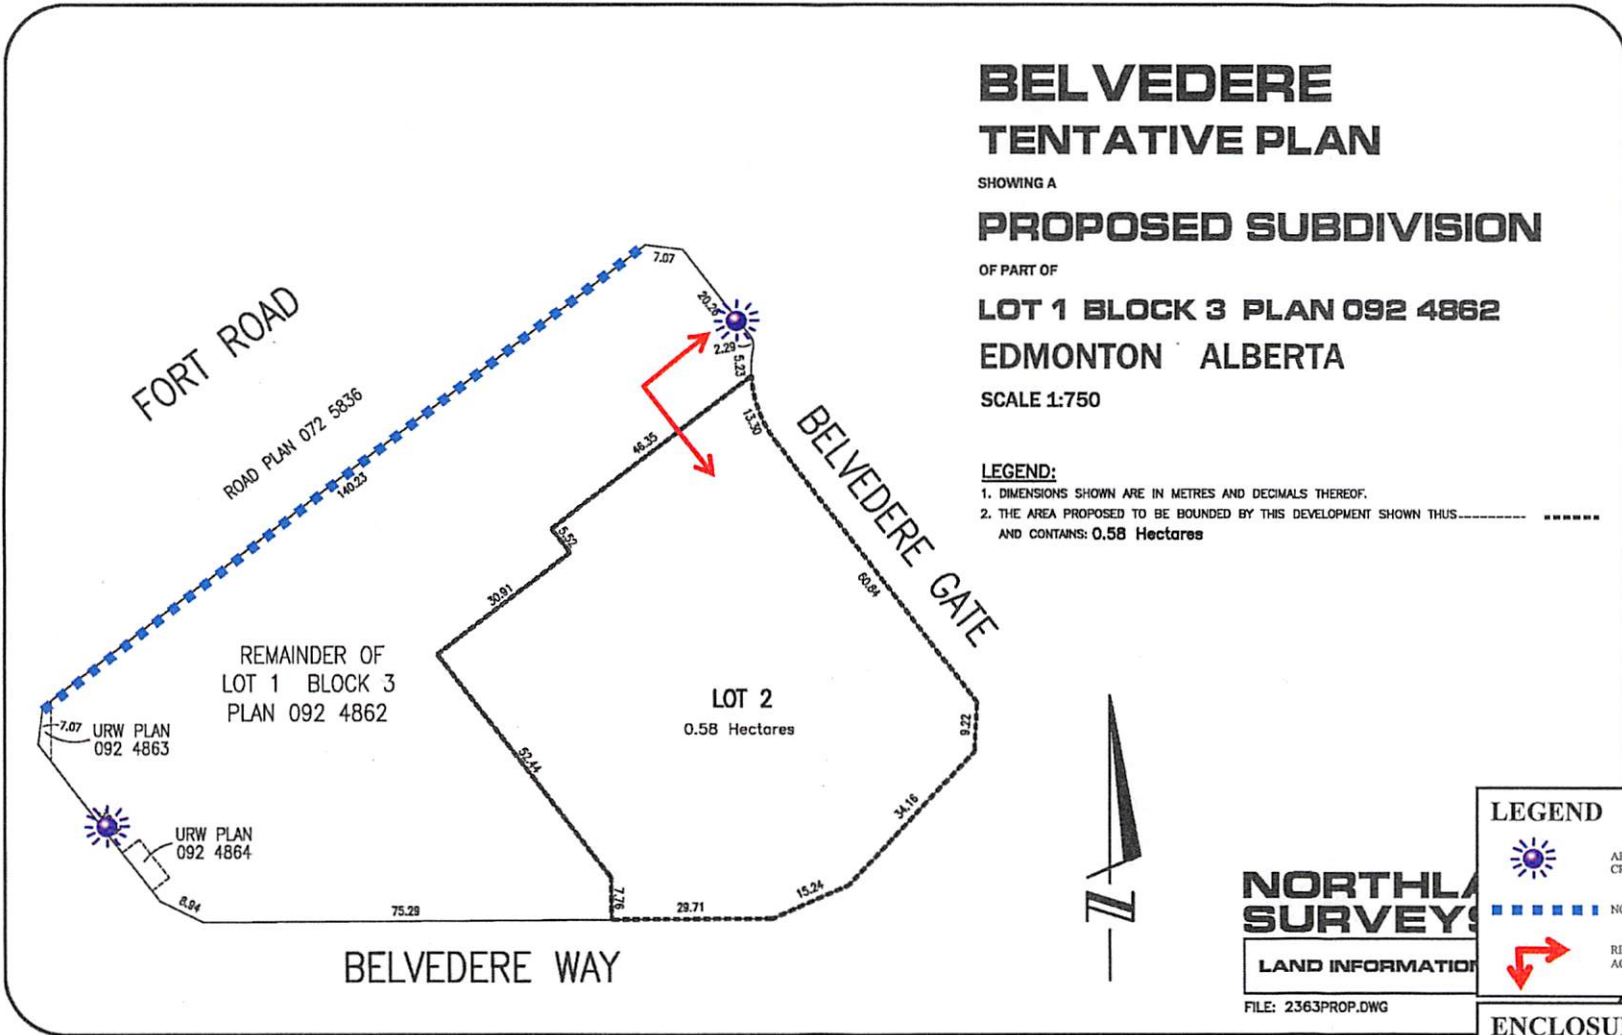 BELVEDERE
TENTATIVE PLAN
SHOWING A
PROPOSED SUBDIVISION
OF PART OF
LOT 1 BLOCK 3 PLAN 092 4862
EDMONTON ALBERTA
SCALE 1:750
LEGEND:
1. DIMENSIONS SHOWN ARE IN METRES AND DECIMALS THEREOF.
2. THE AREA PROPOSED TO BE BOUNDED BY THIS DEVELOPMENT SHOWN THUS
AND CONTAINS: 0.58 Hectares
FORT ROAD
ROAD PLAN 072 5836
140.23
7.07
20.26
2.29
5.23
13.30
46.35
5.52
30.91
BELVEDERE GATE
60.84
REMAINDER OF
LOT 1 BLOCK 3
PLAN 092 4862
LOT 2
0.58 Hectares
7.07
URW PLAN
092 4863
52.44
9.22
34.16
URW PLAN
092 4864
8.94
75.29
7.76
29.71
15.24
BELVEDERE WAY
Z
NORTHLA
SURVEYS
LAND INFORMATION
FILE: 2363PROP.DWG
LEGEND
ENCLOSU